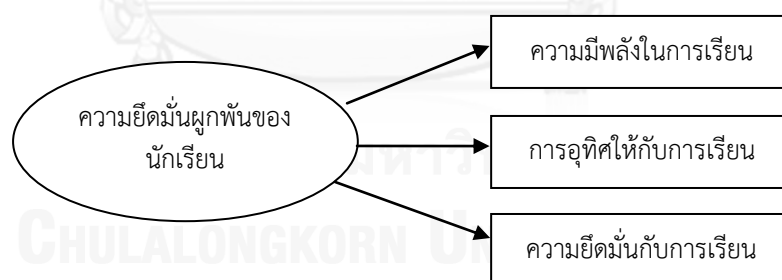 ความมีพลังในการเรียน
ความยึดมั่นผูกพันของ
นักเรียน
การอุทิศให้กับการเรียน
ความยึดมั่นกับการเรียน
CHULALONGKORN UN